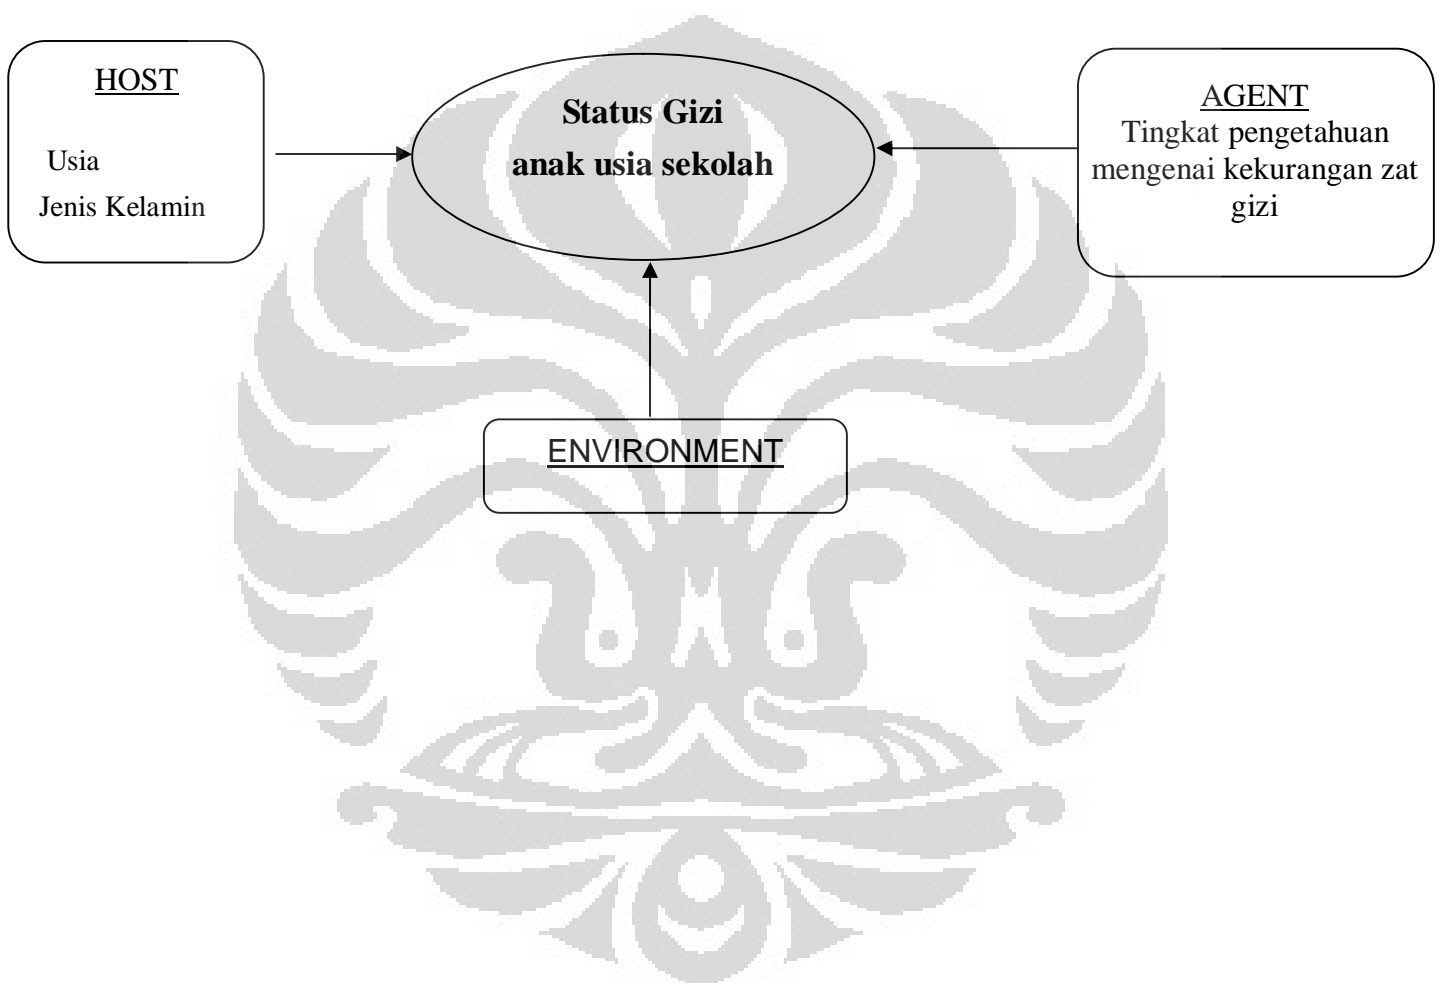 HOST
Usia
Jenis Kelamin
Status Gizi
anak usia sekolah
AGENT
Tingkat pengetahuan
mengenai kekurangan zat
gizi
ENVIRONMENT